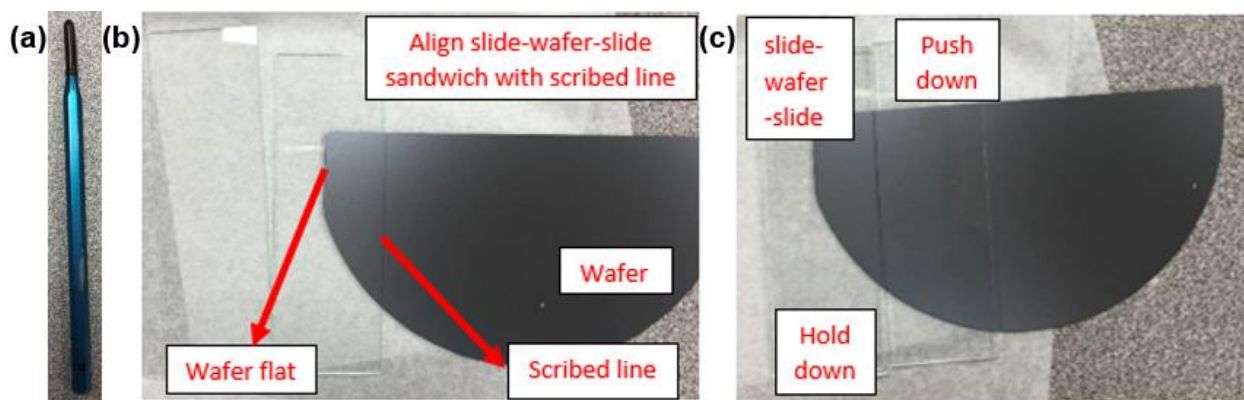 (a)
(b)
Align slide-wafer-slide
sandwich with scribed line
Wafer
Wafer flat
Scribed line
(c)
slide-
wafer
-slide
Push
down
Hold
down